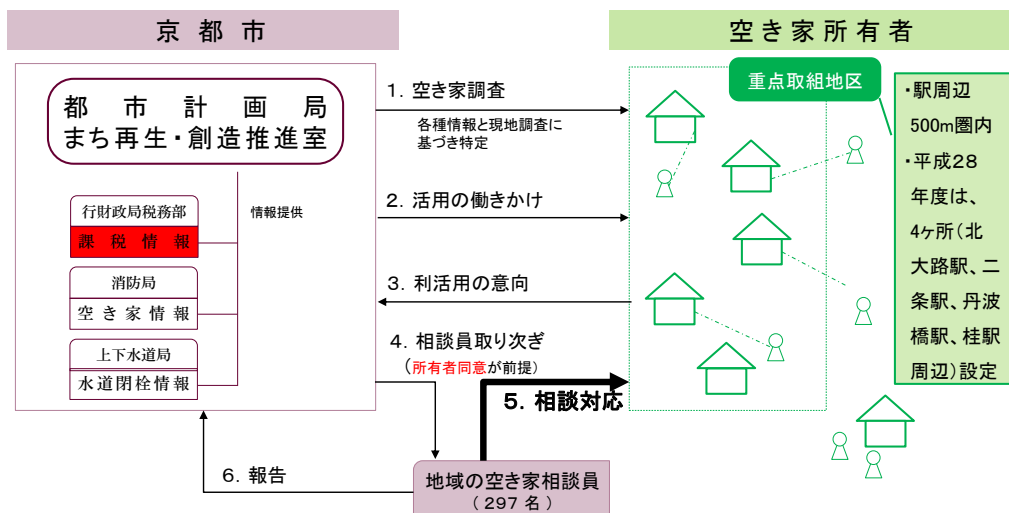 京都市
空き家所有者
都市計画局
まち再生・創造推進室
行財政局税務部
課税情報
消防局
空き家情報
上下水道局
水道閉栓情報
情報提供
1．空き家調査
各種情報と現地調査に
基づき特定
2．活用の働きかけ
3．利活用の意向
4．相談員取り次ぎ
（所有者同意が前提）
5．相談対応
6．報告
地域の空き家相談員
（297名）
重点取組地区
・駅周辺
500m圏内
・平成28
年度は、
4ヶ所（北
大路駅、二
条駅、丹波
橋駅、桂駅
周辺）設定